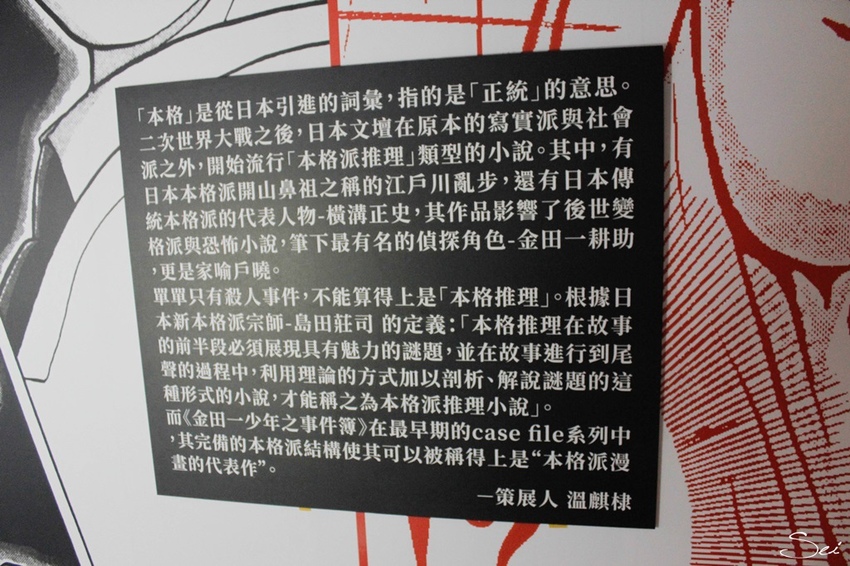 「本格」是從日本引進的詞彙，指的是「正統」的意思。
二次世界大戰之後，日本文壇在原本的寫實派與社會
派之外，開始流行「本格派推理」類型的小說。其中，有
日本本格派開山鼻祖之稱的江戶川亂步，還有日本傳
統本格派的代表人物-橫溝正史，其作品影響了後世變
格派與恐怖小說，筆下最有名的偵探角色-金田一耕助
，更是家喻戶曉。
單單只有殺人事件，不能算得上是「本格推理」。根據日
本新本格派宗師-島田莊司 的定義：「本格推理在故事
的前半段必須展現具有魅力的謎題，並在故事進行到尾
聲的過程中，利用理論的方式加以剖析、解說謎題的這
種形式的小說，才能稱之為本格派推理小說」。
而《金田一少年之事件簿》在最早期的case file系列中
，其完備的本格派結構使其可以被稱得上是“本格派漫
畫的代表作”。
—策展人 溫麒棣
Sei